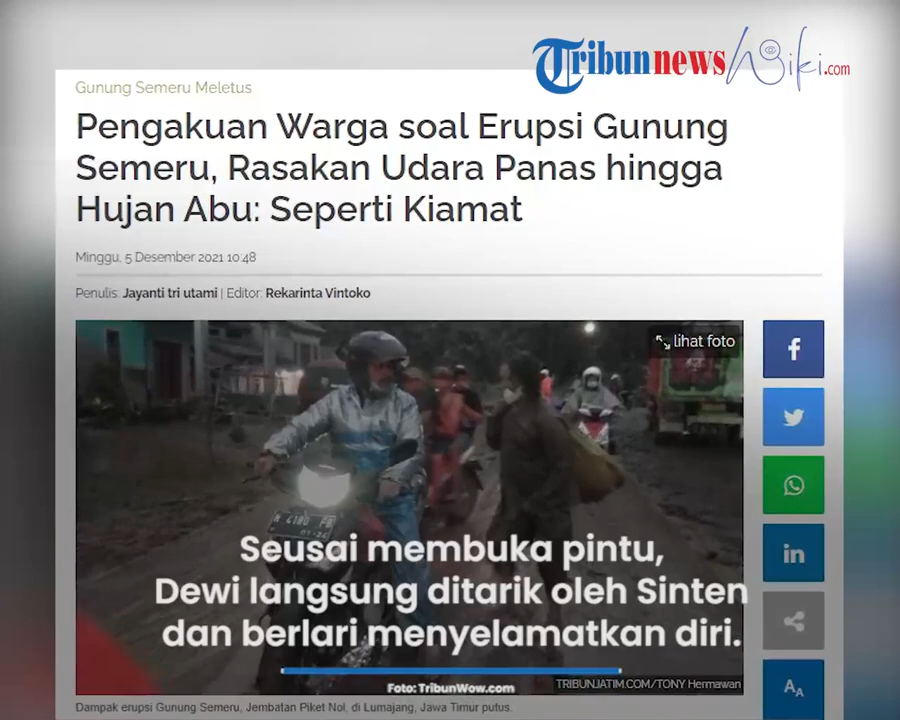 Tribunnewswiki.com
Gunung Semeru Meletus
Pengakuan Warga soal Erupsi Gunung
Semeru, Rasakan Udara Panas hingga
Hujan Abu: Seperti Kiamat
Minggu, 5 Desember 2021 10:48
Penulis: Jayanti tri utami | Editor: Rekarinta Vintoko
lihat foto
Seusai membuka pintu,
Dewi langsung ditarik oleh Sinten
dan berlari menyelamatkan diri.
Foto: TribunWow.com
TRIBUNJATIM.COM/TONY Hermawan
AA
Dampak erupsi Gunung Semeru, Jembatan Piket Nol, di Lumajang, Jawa Timur putus.